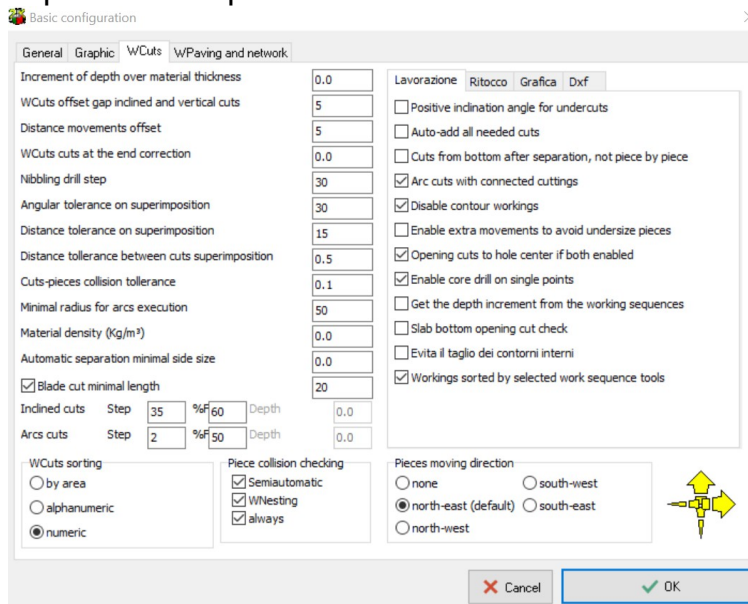 Basic configuration
General Graphic WCuts WPaving and network
Increment of depth over material thickness 0.0
WCuts offset gap inclined and vertical cuts 5
Distance movements offset 5
WCuts cuts at the end correction 0.0
Nibbling drill step 30
Angular tolerance on superimposition 30
Distance tolerance on superimposition 15
Distance tollerance between cuts superimposition 0.5
Cuts-pieces collision tollerance 0.1
Minimal radius for arcs execution 50
Material density (Kg/m³) 0.0
Automatic separation minimal side size 0.0
Blade cut minimal length 20
Indined cuts Step 35 %F 60 Depth 0.0
Arcs cuts Step 2 %F 50 Depth 0.0
Lavorazione Ritocco Grafica Dxf
Positive inclination angle for undercuts
Auto-add all needed cuts
Cuts from bottom after separation, not piece by piece
Arc cuts with connected cuttings
Disable contour workings
Enable extra movements to avoid undersize pieces
Opening cuts to hole center if both enabled
Enable core drill on single points
Get the depth increment from the working sequences
Slab bottom opening cut check
Evita il taglio dei contorni interni
Workings sorted by selected work sequence tools
WCuts sorting
by area
alphanumeric
numeric
Piece collision checking
Semiautomatic
WNesting
always
Pieces moving direction
none south-west
north-east (default) south-east
north-west
Cancel OK